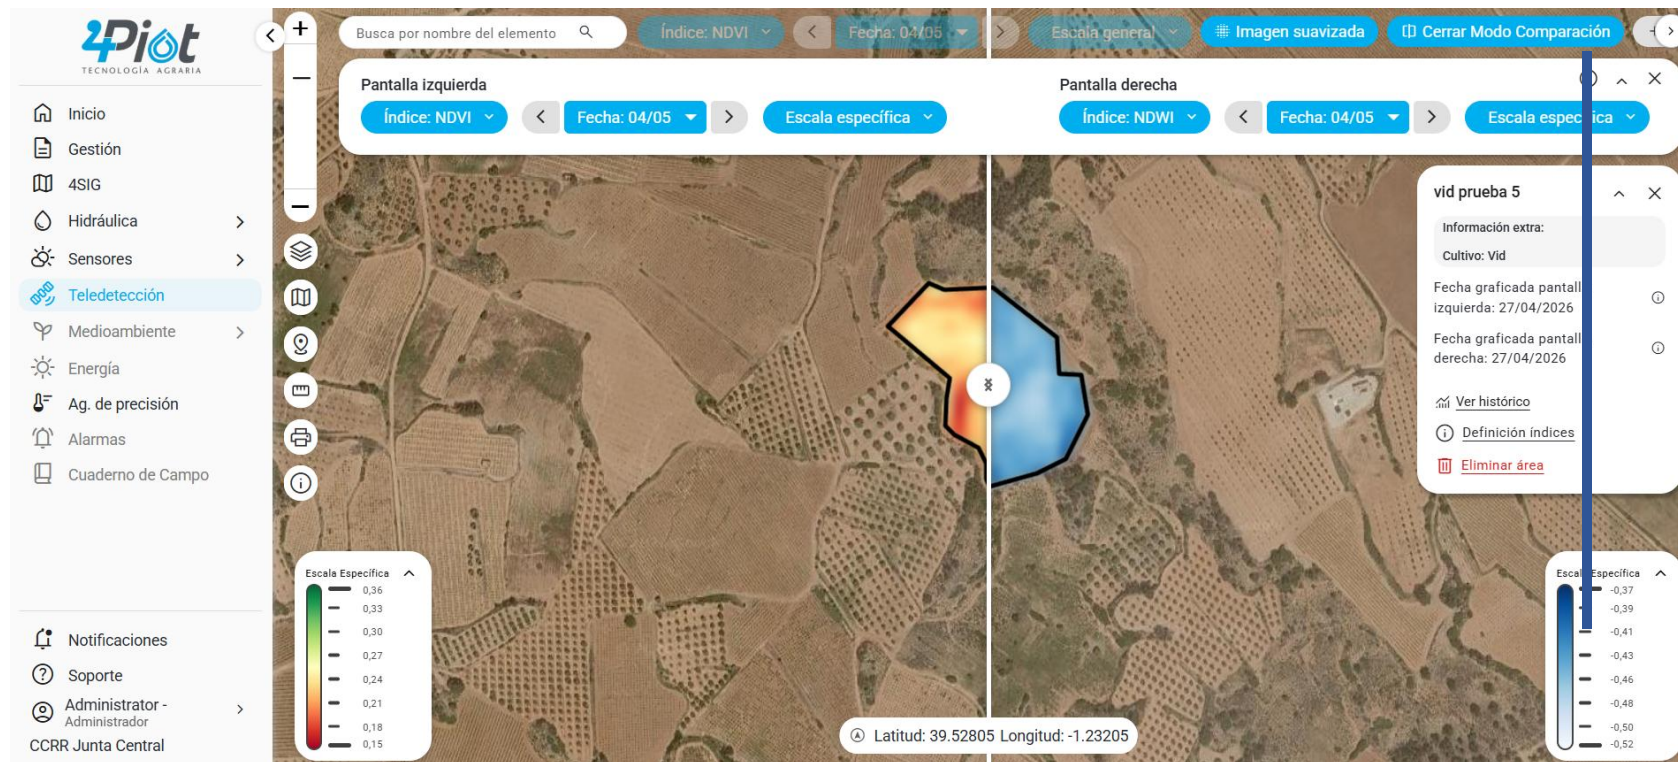 4Piot
TECNOLOGÍA AGRARIA
Inicio
Gestión
4SIG
Hidráulica
Sensores
Teledetección
Medioambiente
Energía
Ag. de precisión
Alarmas
Cuaderno de Campo
Notificaciones
Soporte
Administrator -
Administrador
CCRR Junta Central
Busca por nombre del elemento
Índice: NDVI
Fecha: 04/05
Escala general
Imagen suavizada
Cerrar Modo Comparación
Pantalla izquierda
Índice: NDVI
Fecha: 04/05
Escala específica
Pantalla derecha
Índice: NDWI
Fecha: 04/05
Escala específica
vid prueba 5
Información extra:
Cultivo: Vid
Fecha graficada pantall
izquierda: 27/04/2026
Fecha graficada pantall
derecha: 27/04/2026
Ver histórico
Definición índices
Eliminar área
Escala Específica
0,36
0,33
0,30
0,27
0,24
0,21
0,18
0,15
Latitud: 39.52805 Longitud: -1.23205
Escala Específica
-0,37
-0,39
-0,41
-0,43
-0,46
-0,48
-0,50
-0,52